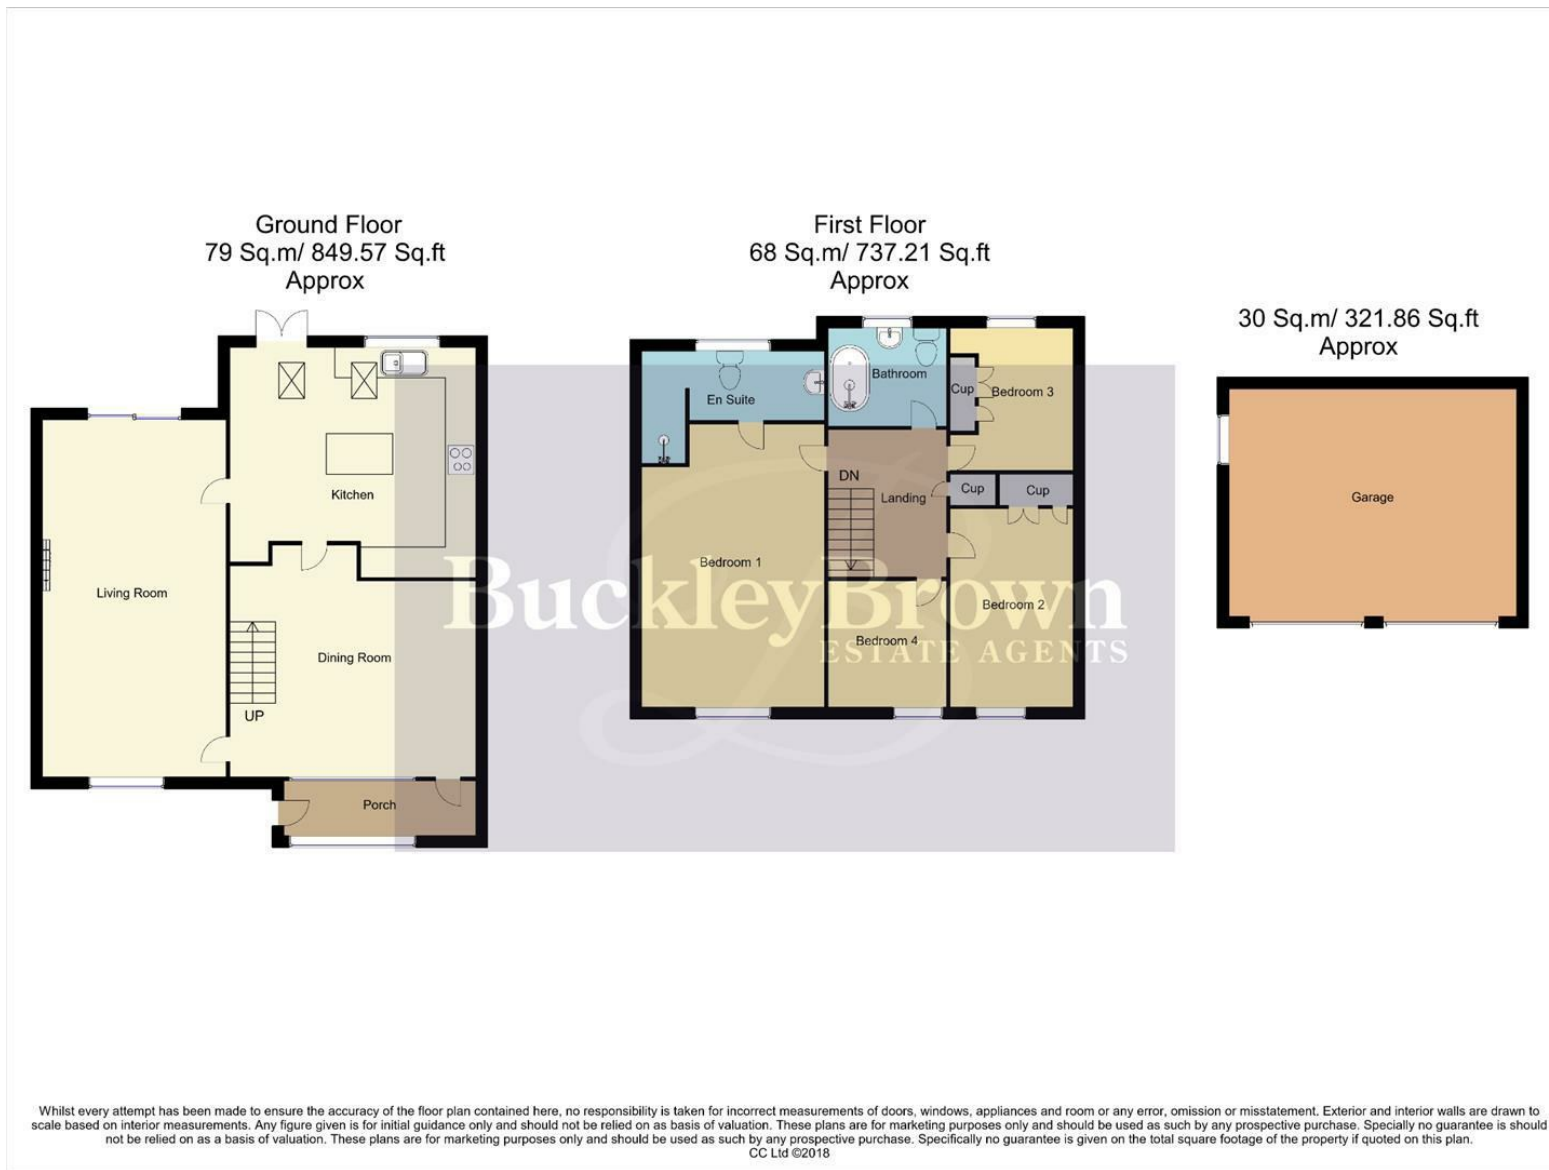 Ground Floor
79 Sq.m/ 849.57 Sq.ft
Approx
First Floor
68 Sq.m/ 737.21 Sq.ft
Approx
30 Sq.m/ 321.86 Sq.ft
Approx
Kitchen
Living Room
Dining Room
UP
Porch
En Suite
Bathroom
Cup
Bedroom 3
DN
Landing
Cup
Cup
Bedroom 1
Bedroom 2
Bedroom 4
Garage
BuckleyBrown
ESTATE AGENTS
Whilst every attempt has been made to ensure the accuracy of the floor plan contained here, no responsibility is taken for incorrect measurements of doors, windows, appliances and room or any error, omission or misstatement. Exterior and interior walls are drawn to
scale based on interior measurements. Any figure given is for initial guidance only and should not be relied on as basis of valuation. These plans are for marketing purposes only and should be used as such by any prospective purchase. Specially no guarantee is should
not be relied on as a basis of valuation. These plans are for marketing purposes only and should be used as such by any prospective purchase. Specifically no guarantee is given on the total square footage of the property if quoted on this plan.
CC Ltd ©2018